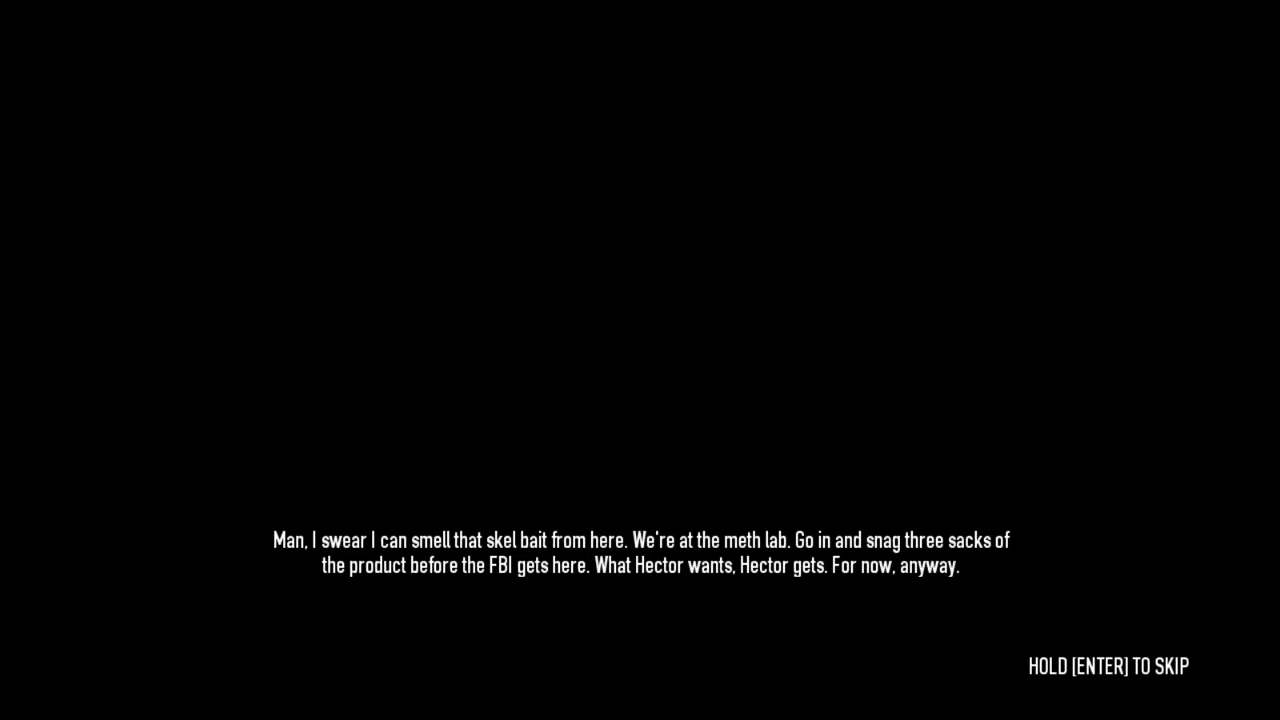 Man, I swear I can smell that skel bait from here. We're at the meth lab. Go in and snag three sacks of
the product before the FBI gets here. What Hector wants, Hector gets. For now, anyway.
HOLD [ENTER] TO SKIP